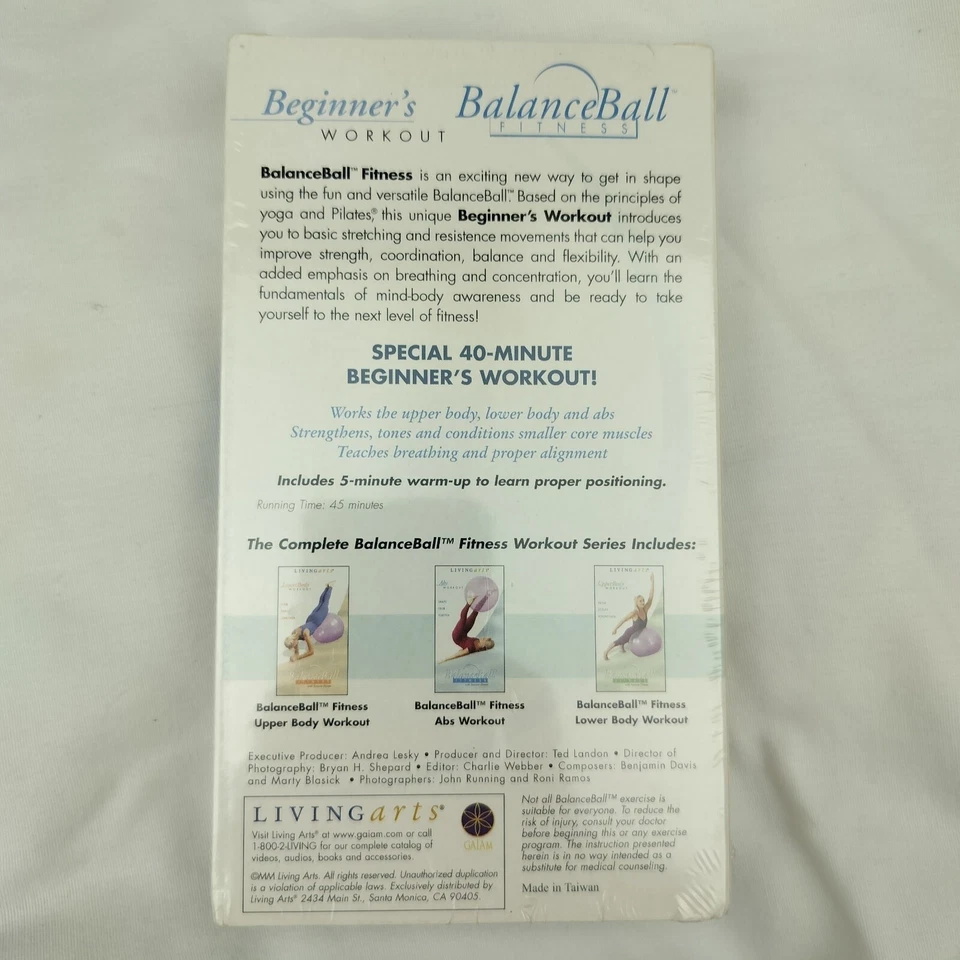 Beginner's
WORKOUT
BalanceBall™
FITNESS
BalanceBall™ Fitness is an exciting new way to get in shape
using the fun and versatile BalanceBall™. Based on the principles of
yoga and Pilates,® this unique Beginner's Workout introduces
you to basic stretching and resistence movements that can help you
improve strength, coordination, balance and flexibility. With an
added emphasis on breathing and concentration, you'll learn the
fundamentals of mind-body awareness and be ready to take
yourself to the next level of fitness!
SPECIAL 40-MINUTE
BEGINNER'S WORKOUT!
Works the upper body, lower body and abs
Strengthens, tones and conditions smaller core muscles
Teaches breathing and proper alignment
Includes 5-minute warm-up to learn proper positioning.
Running Time: 45 minutes
The Complete BalanceBall™ Fitness Workout Series Includes:
LIVINGarts
LIVINGarts
LIVINGarts
BalanceBall™ Fitness
Upper Body Workout
BalanceBall™ Fitness
Abs Workout
BalanceBall™ Fitness
Lower Body Workout
Executive Producer: Andrea Lesky • Producer and Director: Ted Landon • Director of
Photography: Bryan H. Shepard • Editor: Charlie Webber • Composers: Benjamin Davis
and Marty Blasick • Photographers: John Running and Roni Ramos
LIVINGarts®
GAIAM
Visit Living Arts® at www.gaiam.com or call
1-800-2-LIVING for our complete catalog of
videos, audios, books and accessories.
©MM Living Arts. All rights reserved. Unauthorized duplication
is a violation of applicable laws. Exclusively distributed by
Living Arts® 2434 Main St., Santa Monica, CA 90405.
Not all BalanceBall™ exercise is
suitable for everyone. To reduce the
risk of injury, consult your doctor
before beginning this or any exercise
program. The instruction presented
herein is in no way intended as a
substitute for medical counseling.
Made in Taiwan